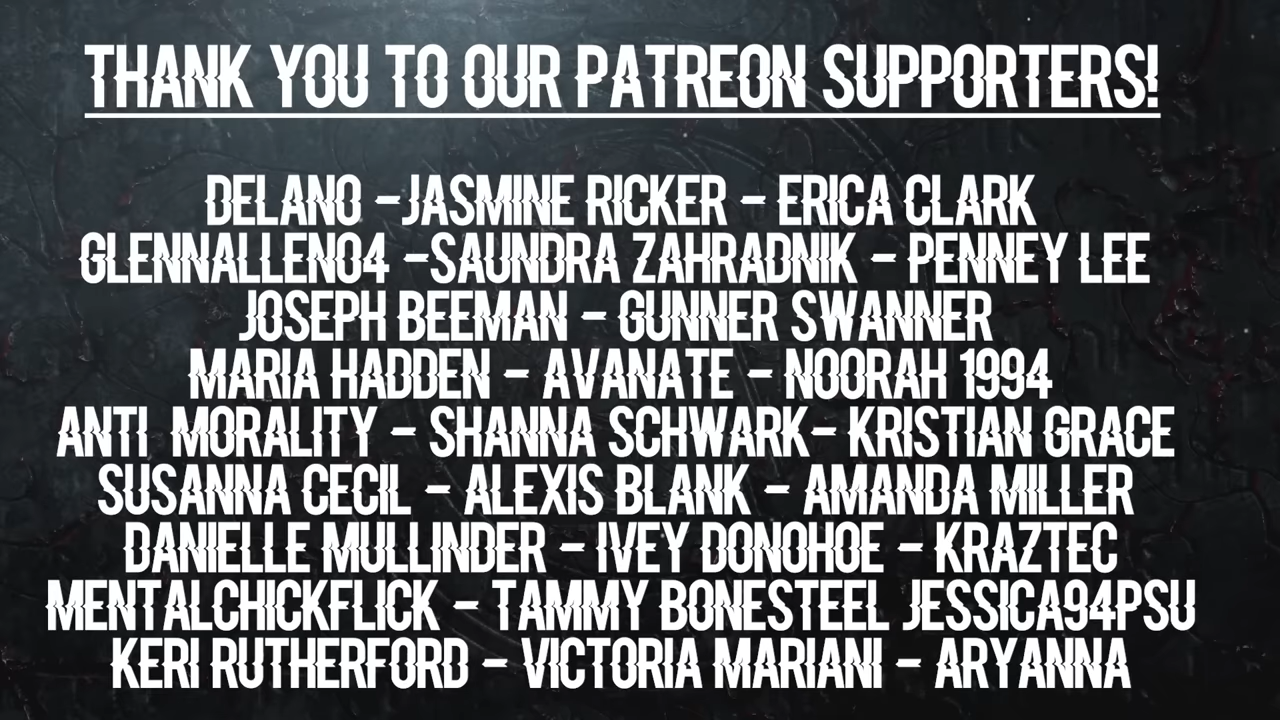 THANK YOU TO OUR PATREON SUPPORTERS!
DELANO -JASMINE RICKER - ERICA CLARK
GLENNALLEN04 -SAUNDRA ZAHRADNIK - PENNEY LEE
JOSEPH BEEMAN - GUNNER SWANNER
MARIA HADDEN - AVANATE - NOORAH 1994
ANTI MORALITY - SHANNA SCHWARK- KRISTIAN GRACE
SUSANNA CECIL - ALEXIS BLANK - AMANDA MILLER
DANIELLE MULLINDER - IVEY DONOHOE - KRAZTEC
MENTALCHICKFLICK - TAMMY BONESTEEL JESSICA94PSU
KERI RUTHERFORD - VICTORIA MARIANI - ARYANNA